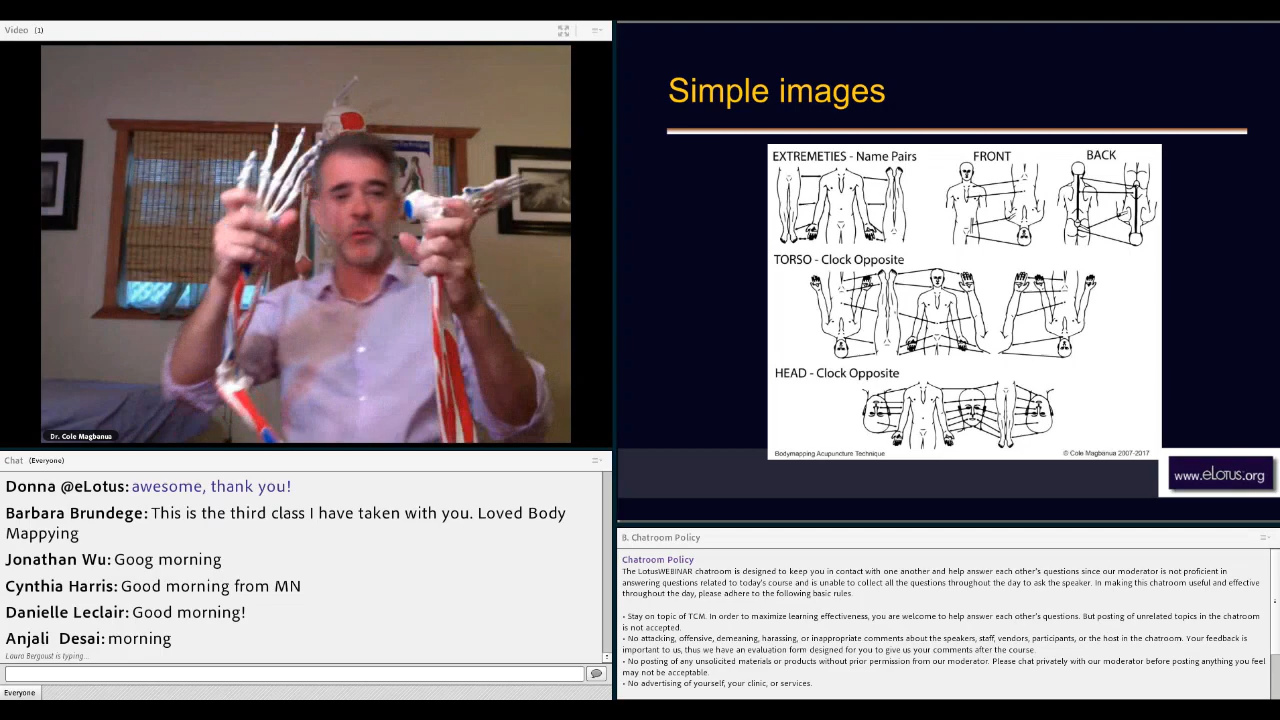 Video (1)
Dr. Cole Magbanua
Chat (Everyone)
Donna @eLotus: awesome, thank you!
Barbara Brundege: This is the third class I have taken with you. Loved Body
Mappying
Jonathan Wu: Goog morning
Cynthia Harris: Good morning from MN
Danielle Leclair: Good morning!
Anjali Desai: morning
Laura Bergoust is typing...
Everyone
Simple images
EXTREMETIES - Name Pairs
FRONT
BACK
TORSO - Clock Opposite
HEAD - Clock Opposite
Bodymapping Acupuncture Technique
© Cole Magbanua 2007-2017
www.eLOTUS.org
B. Chatroom Policy
Chatroom Policy
The LotusWEBINAR chatroom is designed to keep you in contact with one another and help answer each other's questions since our moderator is not proficient in
answering questions related to today's course and is unable to collect all the questions throughout the day to ask the speaker. In making this chatroom useful and effective
throughout the day, please adhere to the following basic rules.
• Stay on topic of TCM. In order to maximize learning effectiveness, you are welcome to help answer each other's questions. But posting of unrelated topics in the chatroom
is not accepted.
• No attacking, offensive, demeaning, harassing, or inappropriate comments about the speakers, staff, vendors, participants, or the host in the chatroom. Your feedback is
important to us, thus we have an evaluation form designed for you to give us your comments after the course.
• No posting of any unsolicited materials or products without prior permission from our moderator. Please chat privately with our moderator before posting anything you feel
may not be acceptable.
• No advertising of yourself, your clinic, or services.